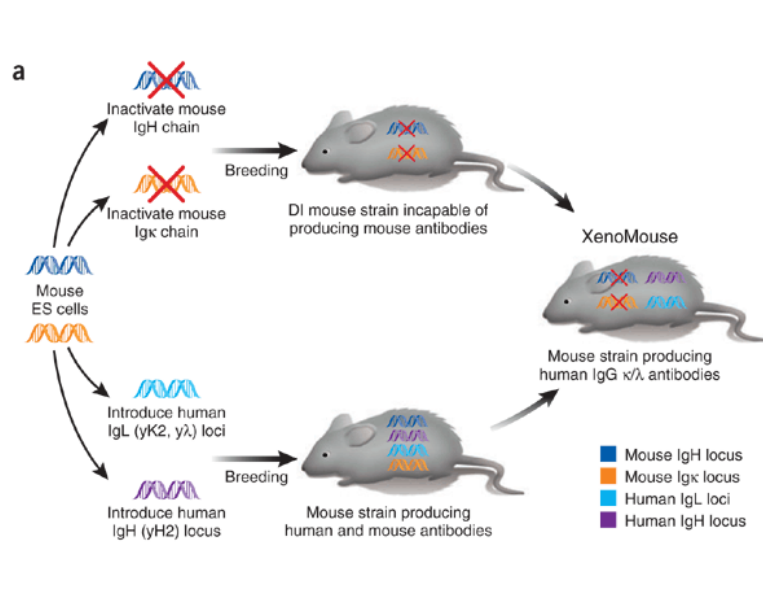 a
Inactivate mouse
IgH chain
Inactivate mouse
Igκ chain
Breeding
DI mouse strain incapable of
producing mouse antibodies
XenoMouse
Mouse
ES cells
Mouse strain producing
human IgG κ/λ antibodies
Introduce human
IgL (yK2, yλ) loci
Breeding
Introduce human
IgH (yH2) locus
Mouse strain producing
human and mouse antibodies
Mouse IgH locus
Mouse Igκ locus
Human IgL loci
Human IgH locus